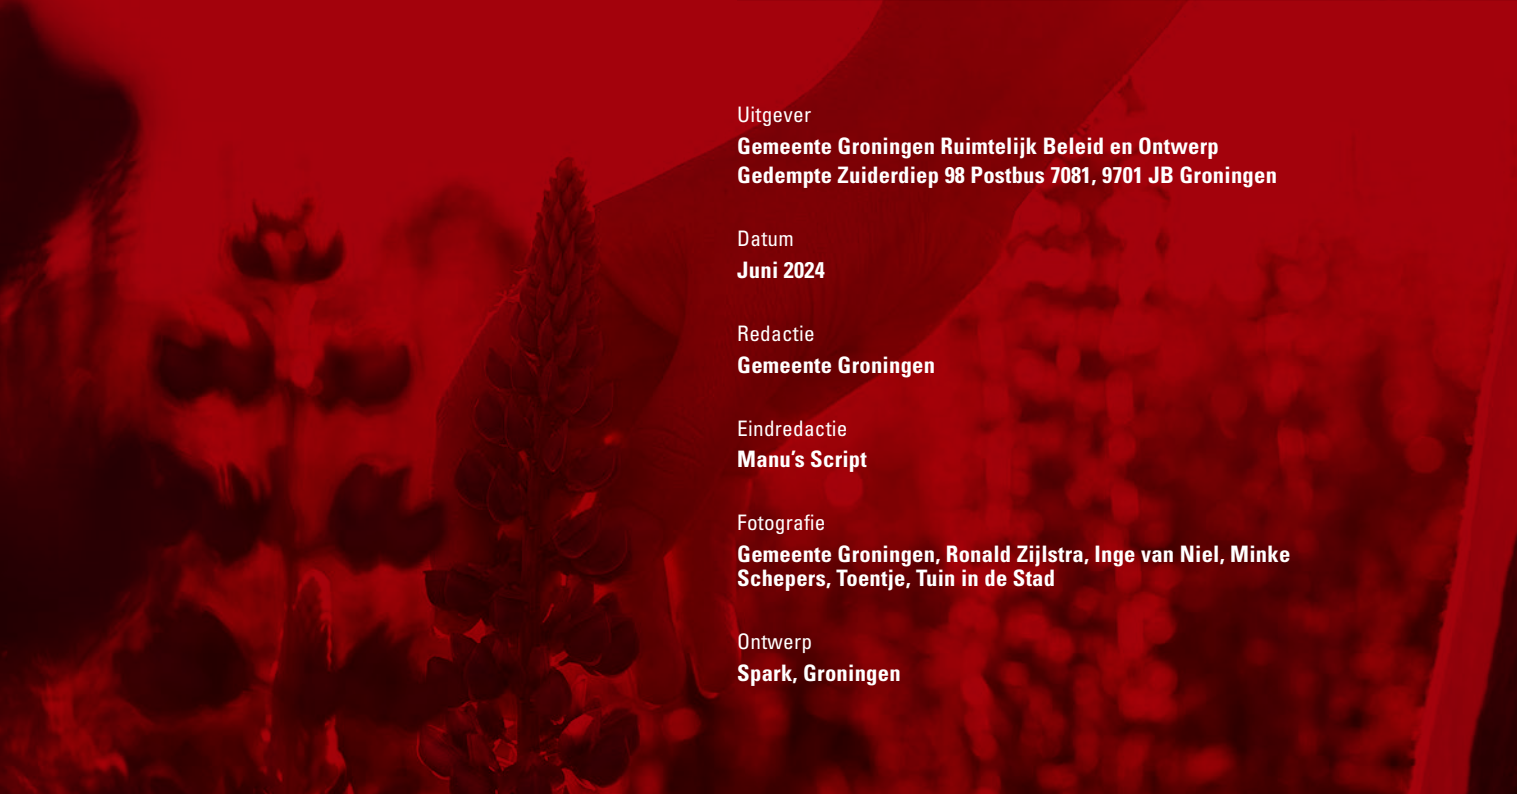 Uitgever
Gemeente Groningen Ruimtelijk Beleid en Ontwerp
Gedempte Zuiderdiep 98 Postbus 7081, 9701 JB Groningen
Datum
Juni 2024
Redactie
Gemeente Groningen
Eindredactie
Manu’s Script
Fotografie
Gemeente Groningen, Ronald Zijlstra, Inge van Niel, Minke
Schepers, Toentje, Tuin in de Stad
Ontwerp
Spark, Groningen